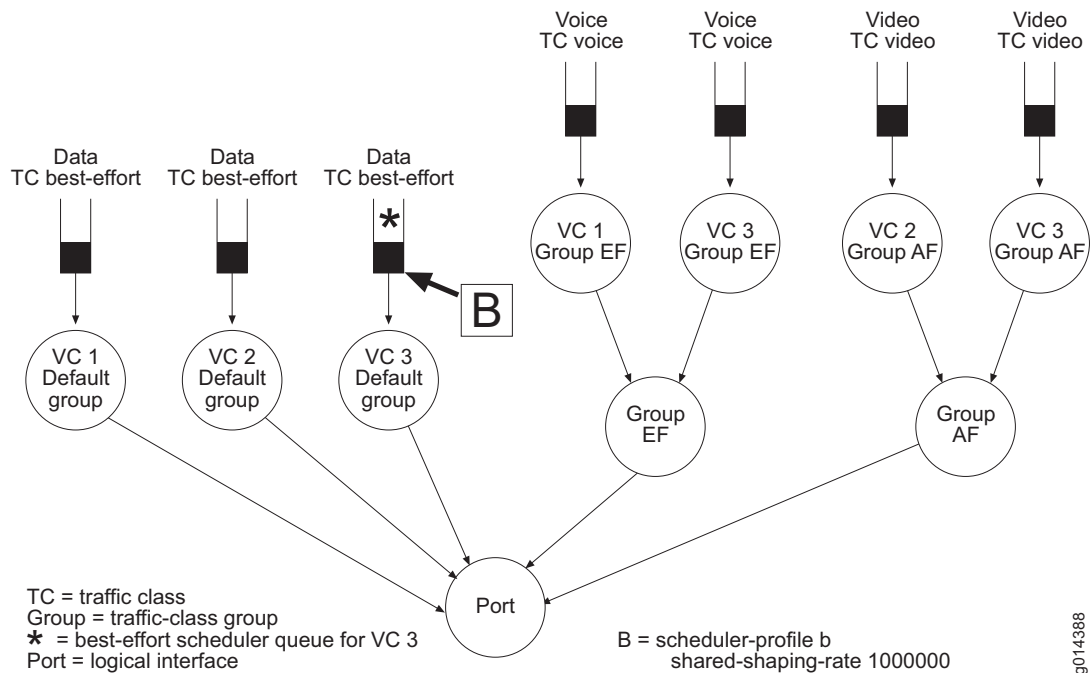 Voice
TC voice
Voice
TC voice
Video
TC video
Video
TC video
Data
TC best-effort
Data
TC best-effort
Data
TC best-effort
*
B
VC 1
Group EF
VC 3
Group EF
VC 2
Group AF
VC 3
Group AF
VC 1
Default
group
VC 2
Default
group
VC 3
Default
group
Group
EF
Group
AF
Port
TC = traffic class
Group = traffic-class group
* = best-effort scheduler queue for VC 3
Port = logical interface
B = scheduler-profile b
shared-shaping-rate 1000000
g014388